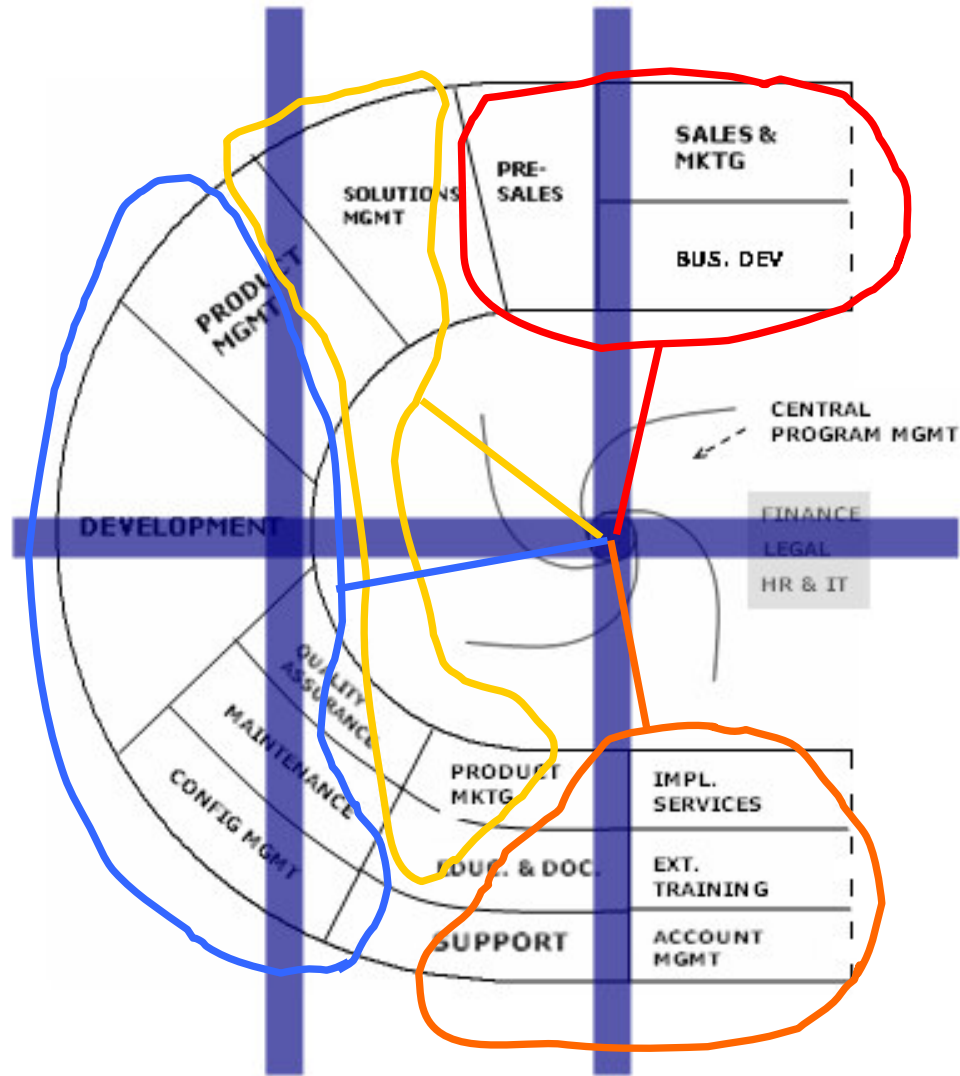 SALES &
MKTG
PRE-
SALES
SOLUTIONS
MGMT
BUS. DEV
PRODUCT
MGMT
CENTRAL
PROGRAM MGMT
FINANCE
LEGAL
HR & IT
DEVELOPMENT
QUALITY
ASSURANCE
MAINTENANCE
CONFIG MGMT
PRODUCT
MKTG
IMPL.
SERVICES
EDUC. & DOC.
EXT.
TRAINING
SUPPORT
ACCOUNT
MGMT